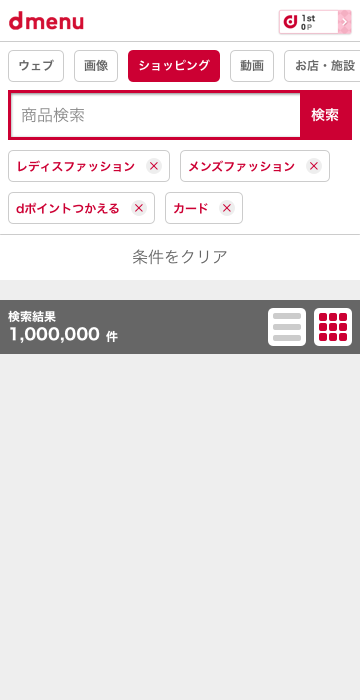 dmenu
1st
0P
ウェブ 画像 ショッピング 動画 お店・施設
商品検索 検索
レディスファッション × メンズファッション ×
dポイントつかえる × カード ×
条件をクリア
検索結果
1,000,000 件